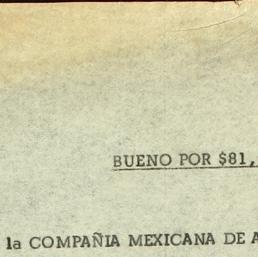 BUENO POR $81,
la COMPAÑIA MEXICANA DE A